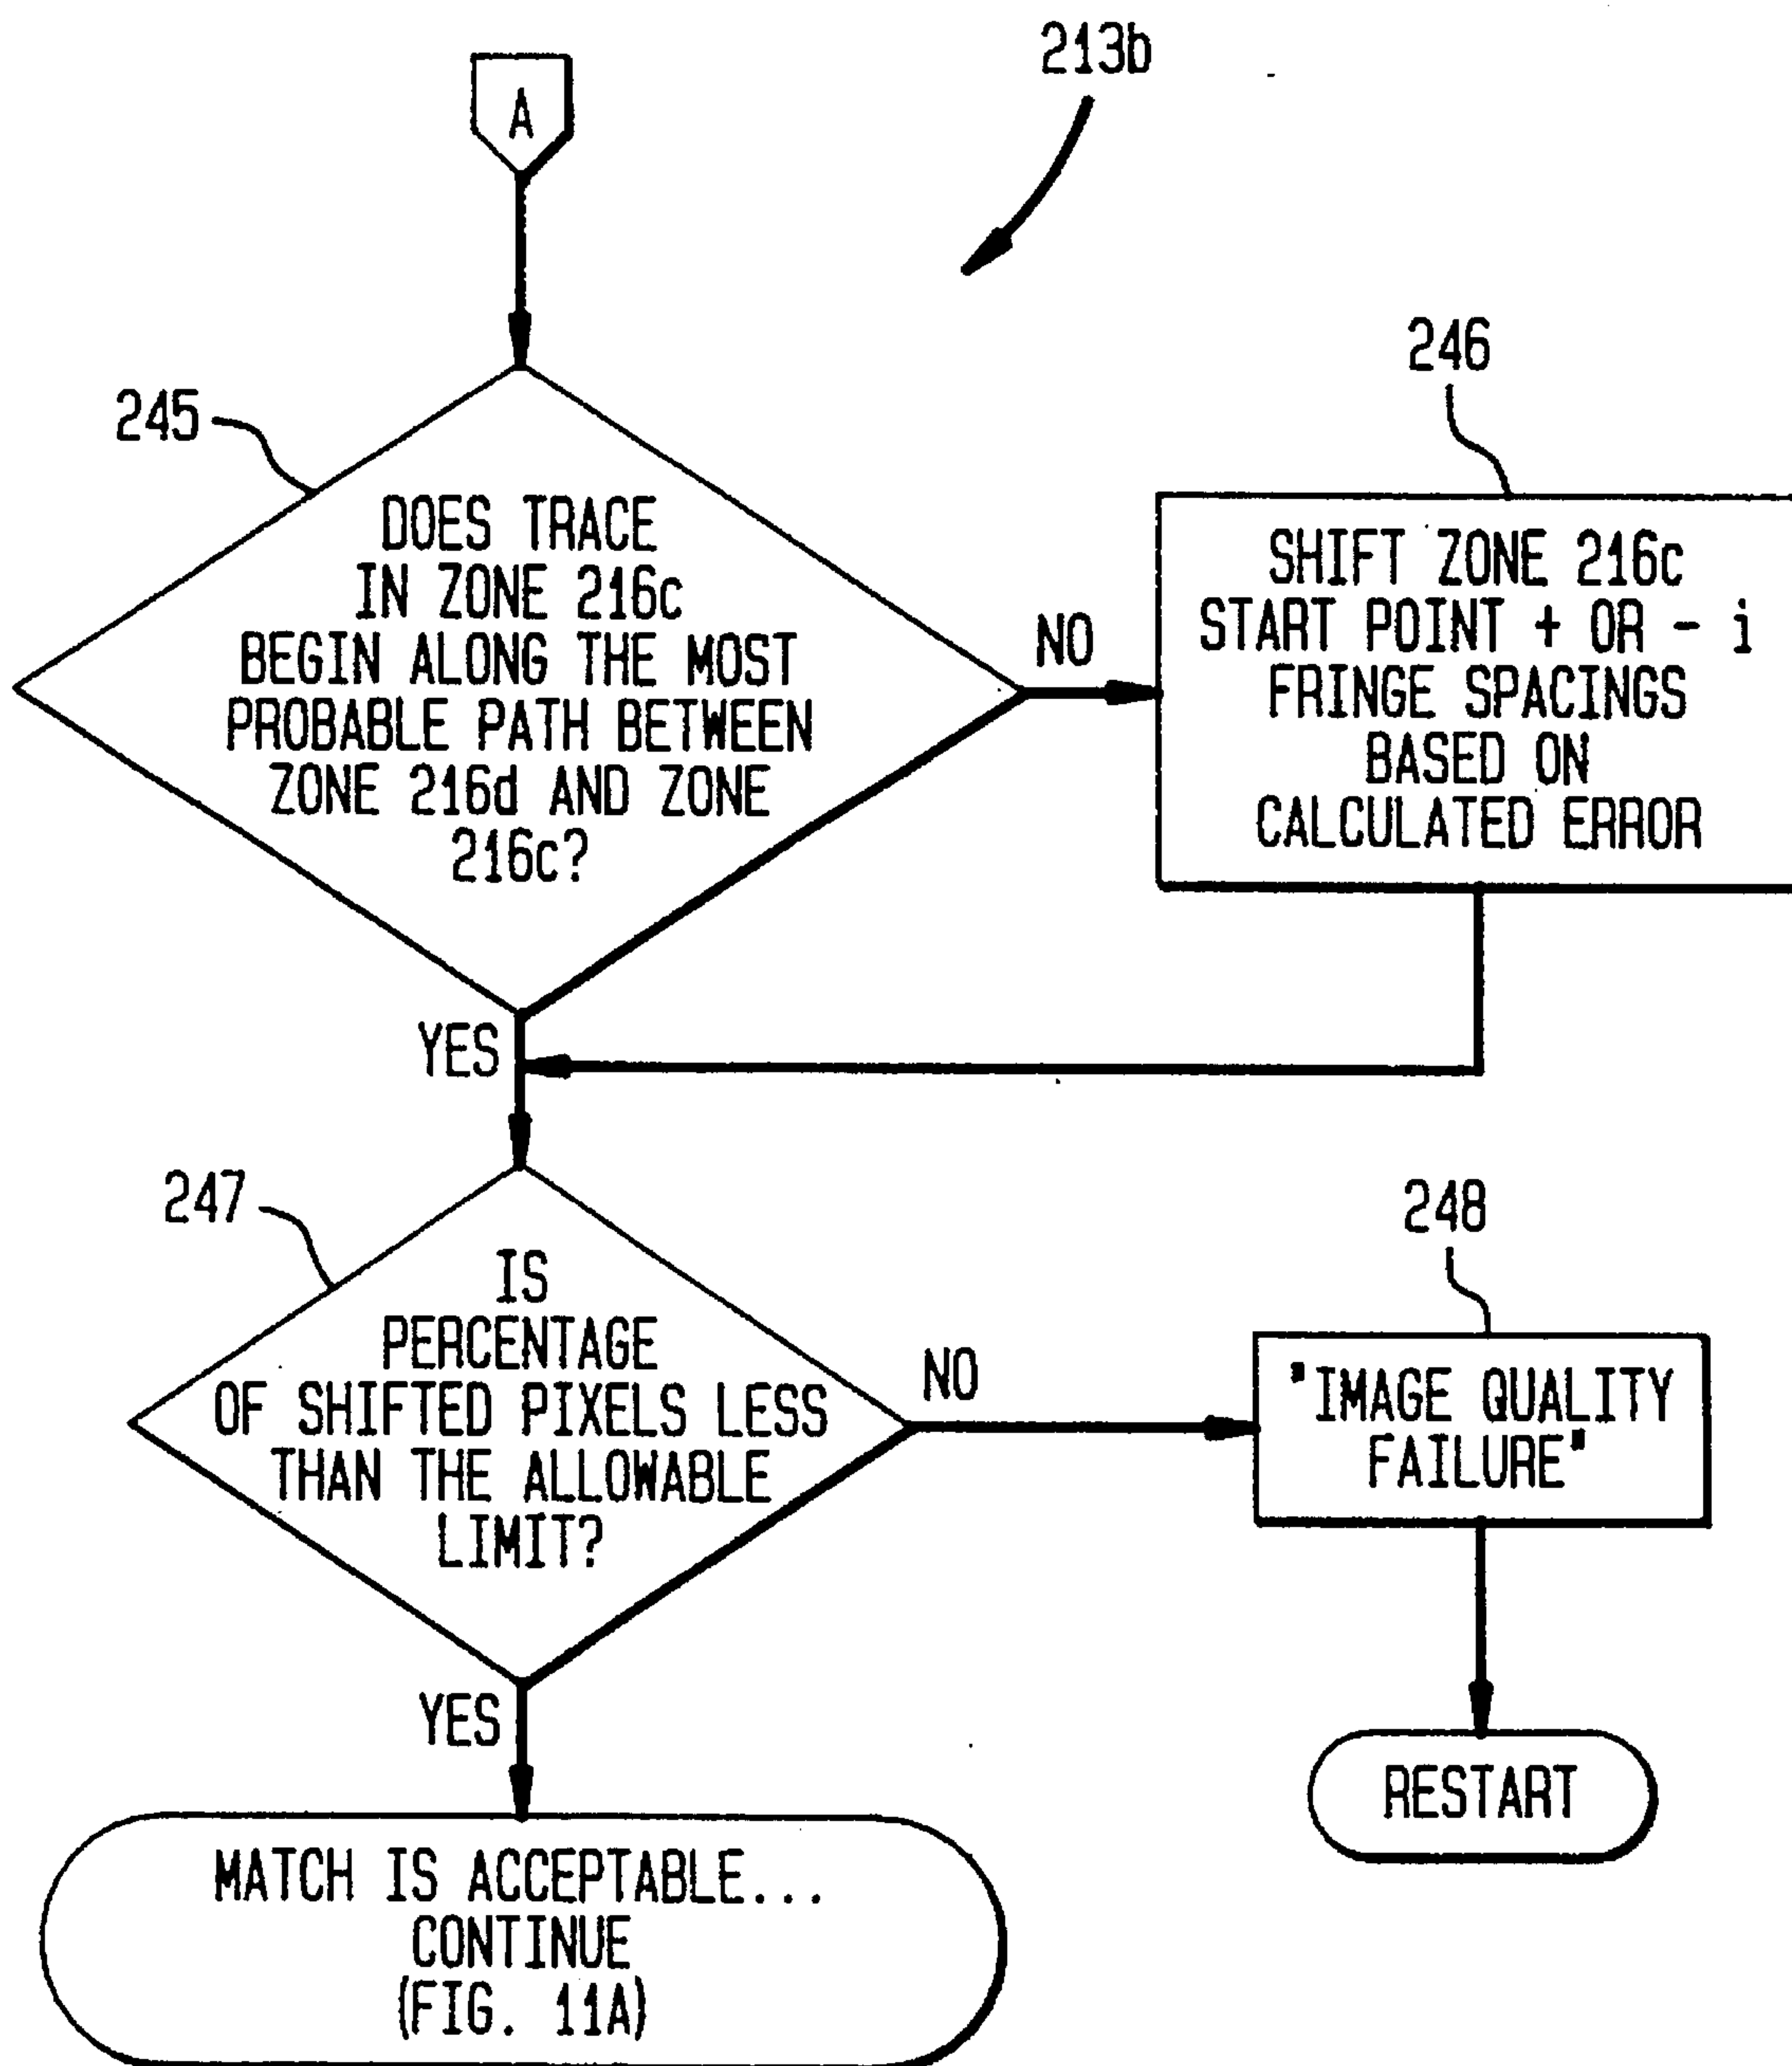 213b
A
245
DOES TRACE
IN ZONE 216c
BEGIN ALONG THE MOST
PROBABLE PATH BETWEEN
ZONE 216d AND ZONE
216c?
NO
246
SHIFT ZONE 216c
START POINT + OR - i
FRINGE SPACINGS
BASED ON
CALCULATED ERROR
YES
247
IS
PERCENTAGE
OF SHIFTED PIXELS LESS
THAN THE ALLOWABLE
LIMIT?
NO
248
"IMAGE QUALITY
FAILURE"
YES
RESTART
MATCH IS ACCEPTABLE...
CONTINUE
(FIG. 11A)